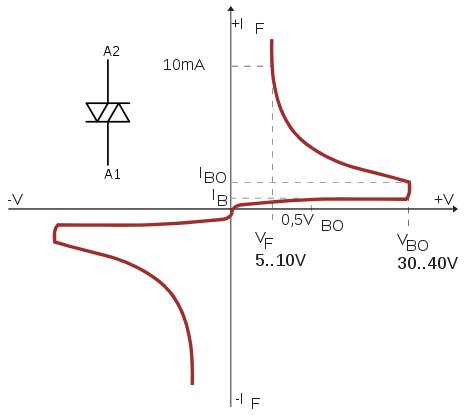 +I F
A2
10mA
A1
I BO
I B
-V
+V
0,5V BO
V F
5..10V
V BO
30..40V
-I F